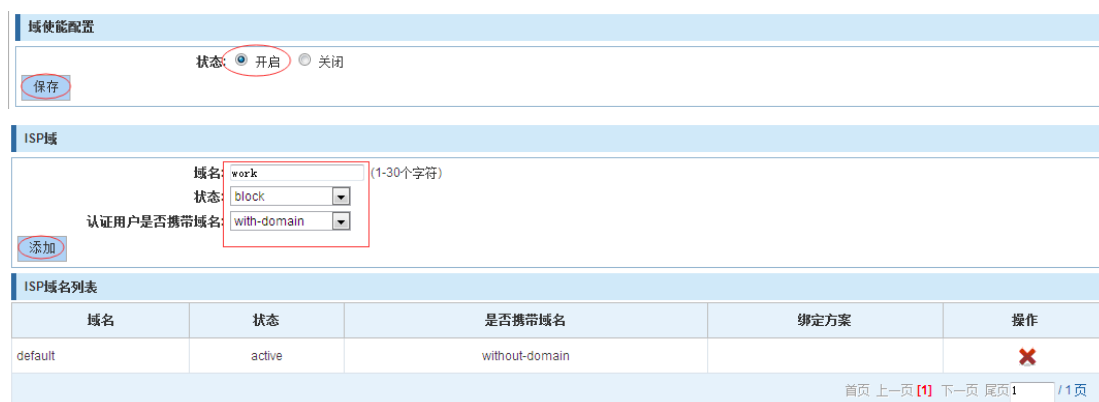 域使能配置
状态: 开启 关闭
保存
ISP域
域名: work (1-30个字符)
状态: block
认证用户是否携带域名: with-domain
添加
ISP域名列表
域名 状态 是否携带域名 绑定方案 操作
default active without-domain
首页 上一页 [1] 下一页 尾页 1 / 1 页